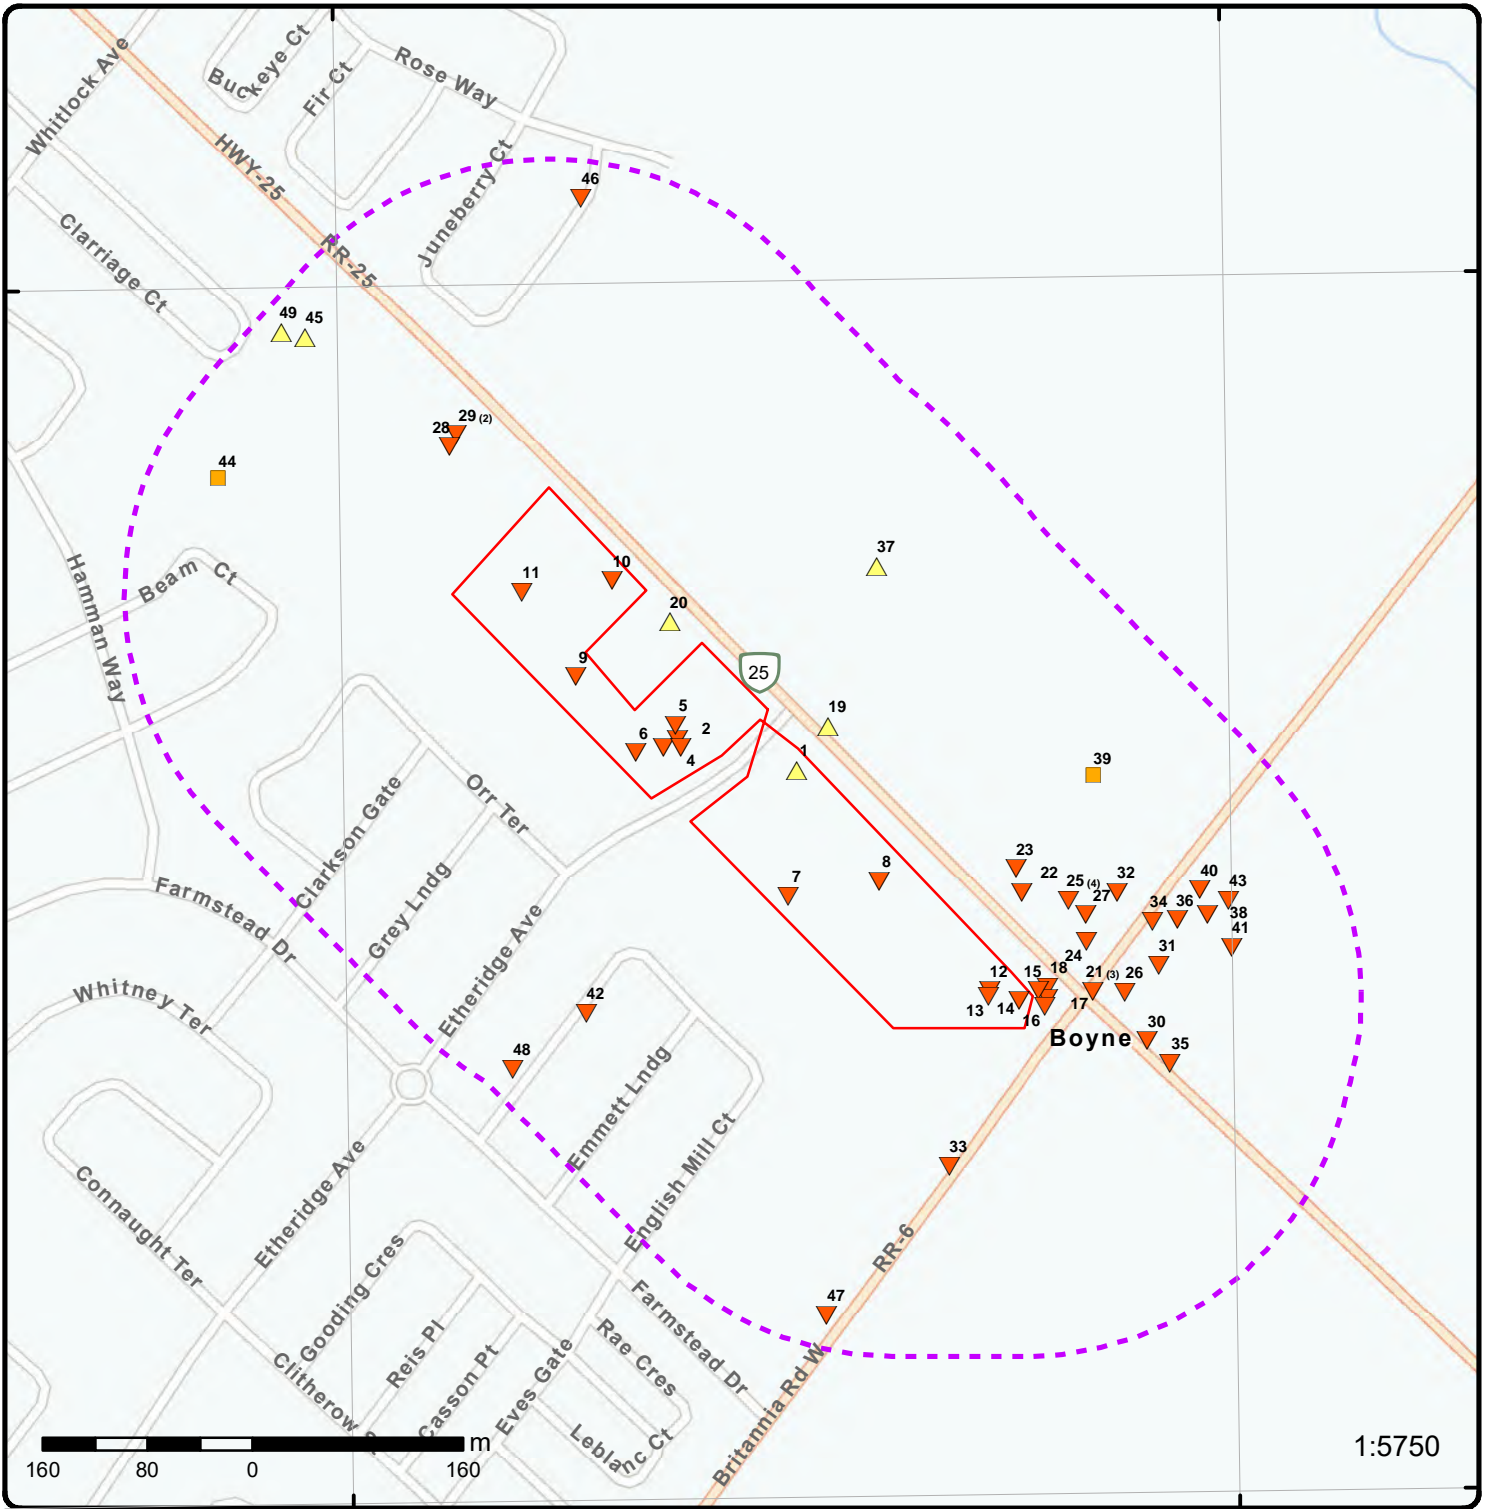 Whitlock Ave
Buckeye Ct
Fir Ct
Rose Way
HWY-25
Juneberry Ct
46
Clarriage Ct
RR-25
49
45
29 (2)
28
44
Hamman Way
Beam Ct
11
10
37
20
25
9
5
2
6
4
19
1
39
Clarkson Gate
Orr Ter
Grey Lndg
Farmstead Dr
7
8
23
22
25 (4)
27
32
40
43
34
36
38
41
24
31
Etheridge Ave
12
15
18
21 (3)
26
13
14
16
17
Whitney Ter
42
48
Boyne
30
35
Emmett Lndg
English Mill Ct
33
Connaught Ter
Etheridge Ave
Gooding Cres
RR-6
47
Reis Pl
Casson Pt
Clitherow
Eves Gate
Rae Cres
Farmstead Dr
Leblanc Ct
Britannia Rd W
m
160 80 0 160
1:5750